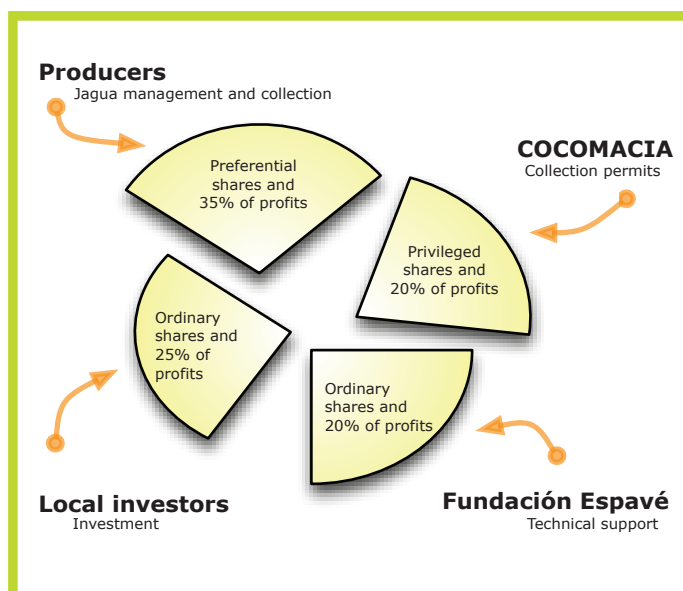 Producers
Jagua management and collection
Preferential
shares and
35% of profits
COCOMACIA
Collection permits
Privileged
shares and
20% of profits
Ordinary
shares and
25% of
profits
Ordinary
shares and
20% of profits
Local investors
Investment
Fundación Espavé
Technical support